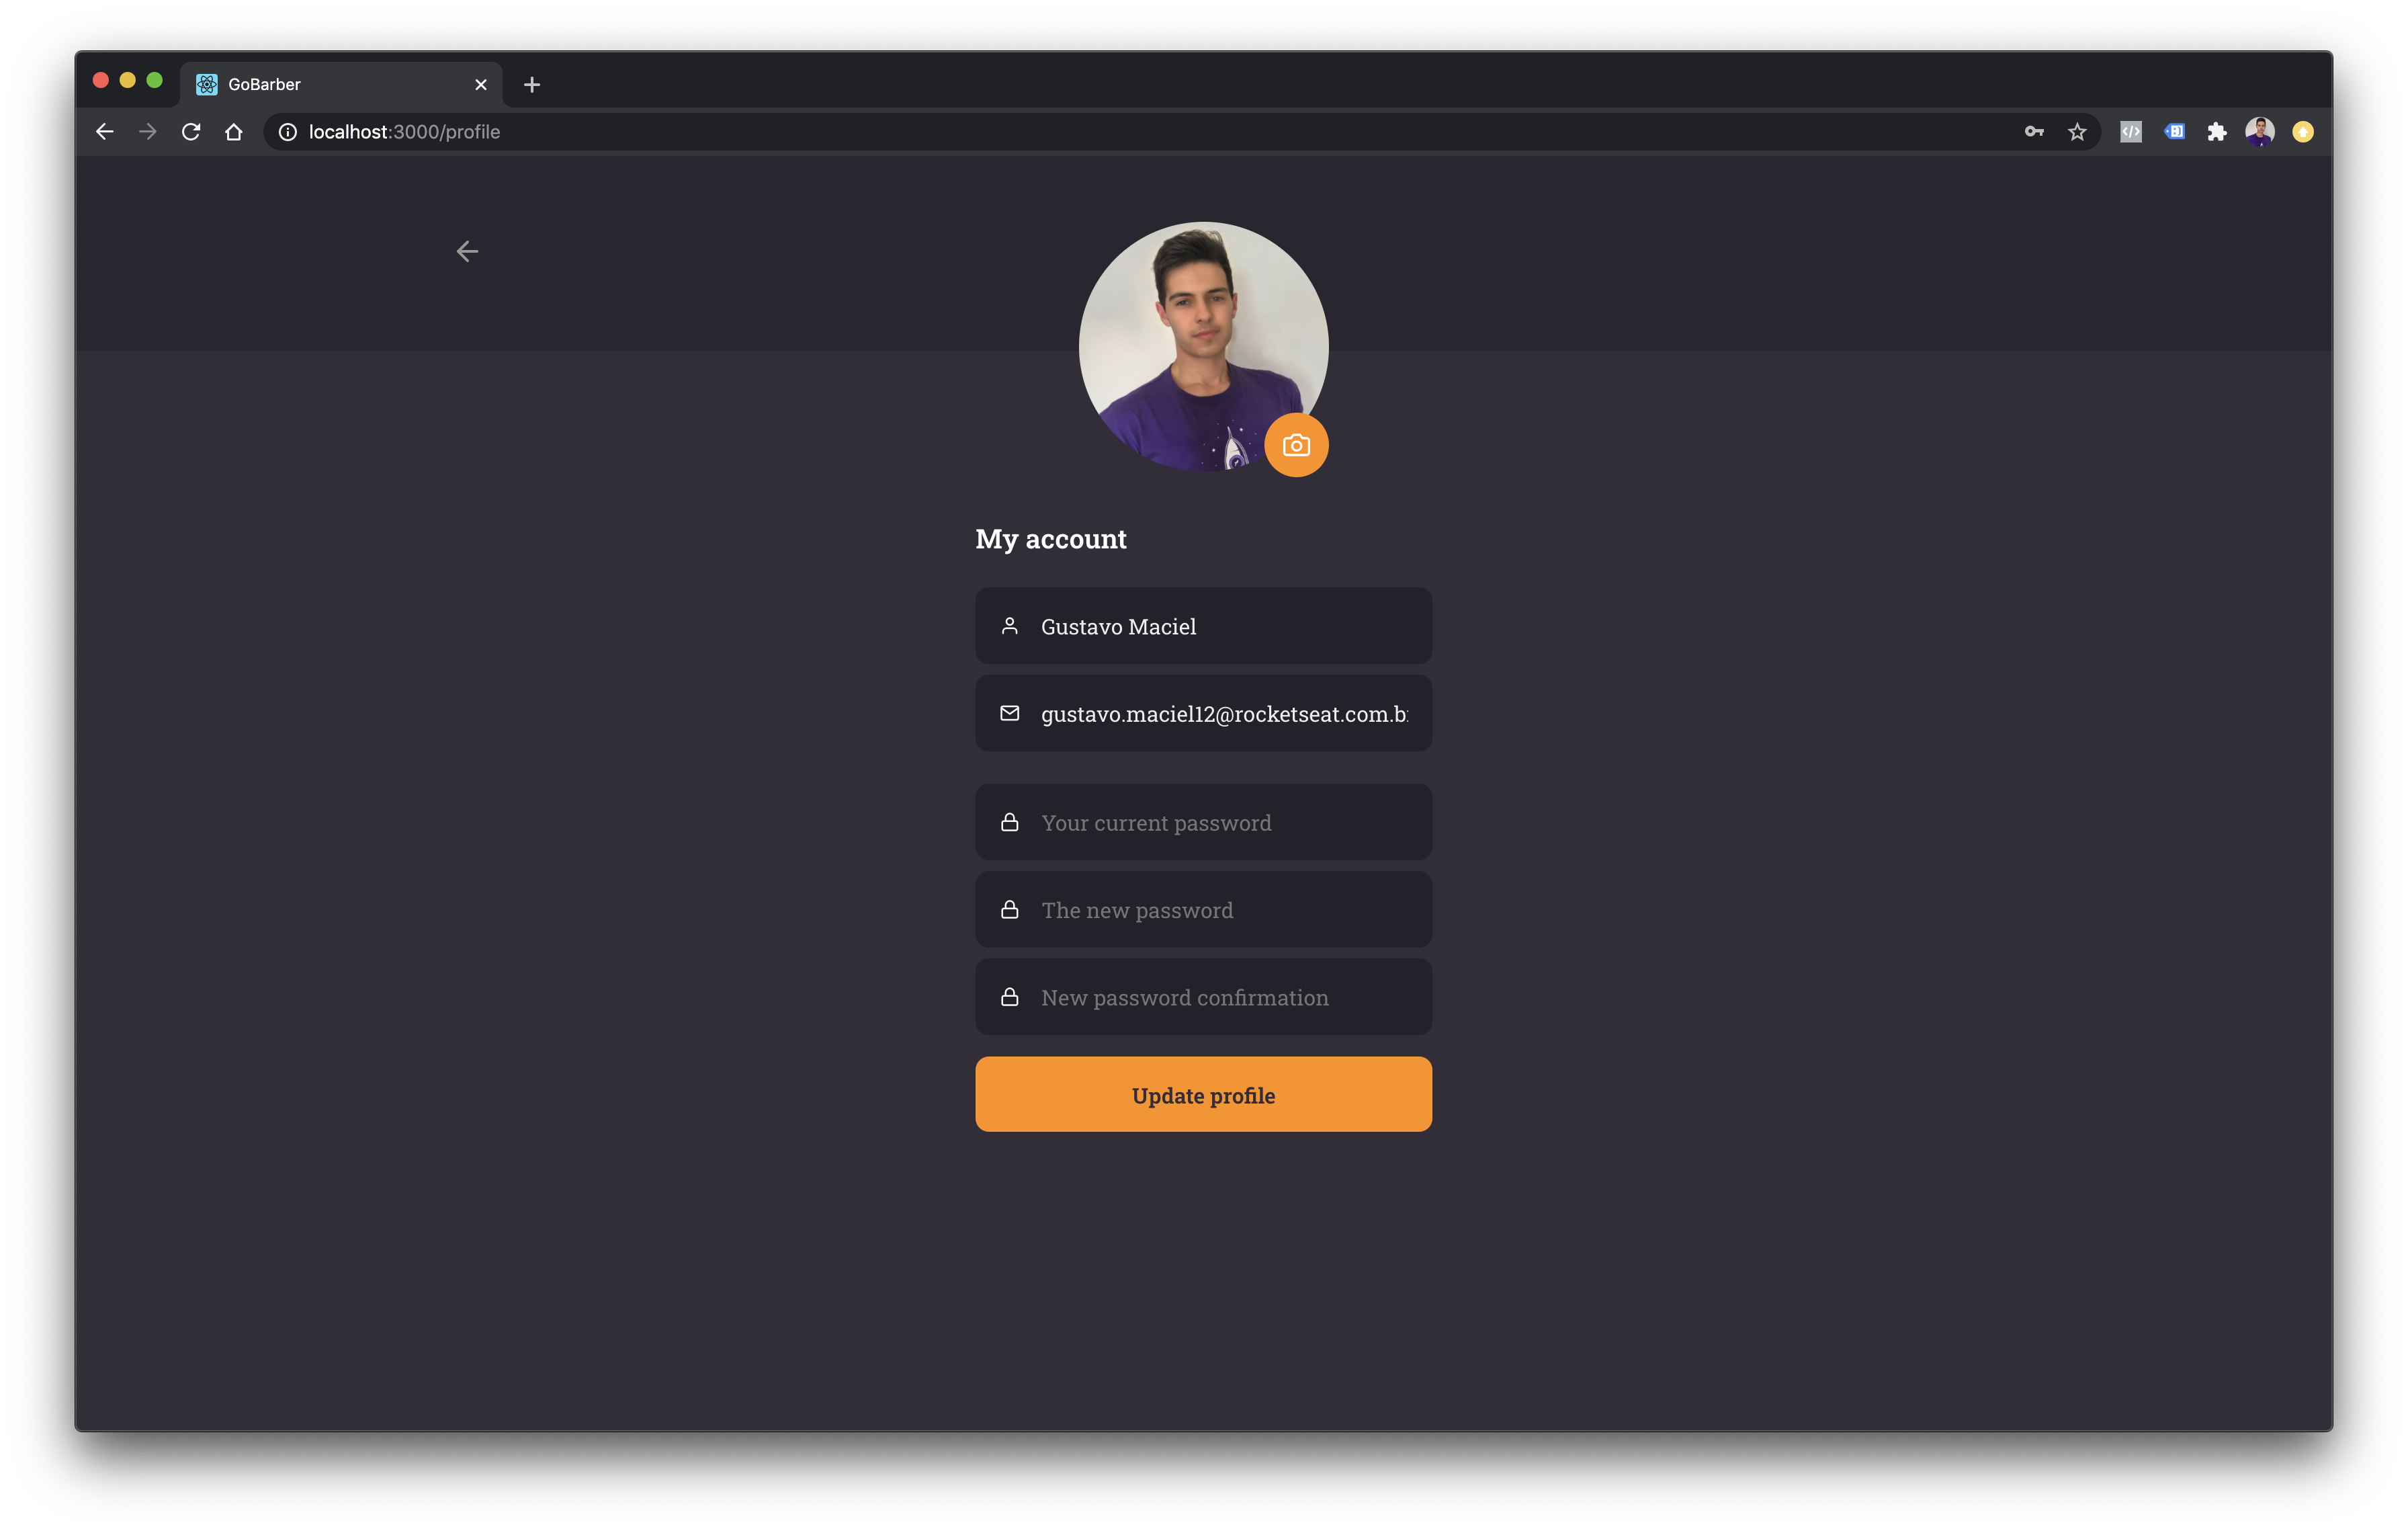 GoBarber
localhost:3000/profile
My account
Gustavo Maciel
gustavo.maciel12@rocketseat.com.b
Your current password
The new password
New password confirmation
Update profile